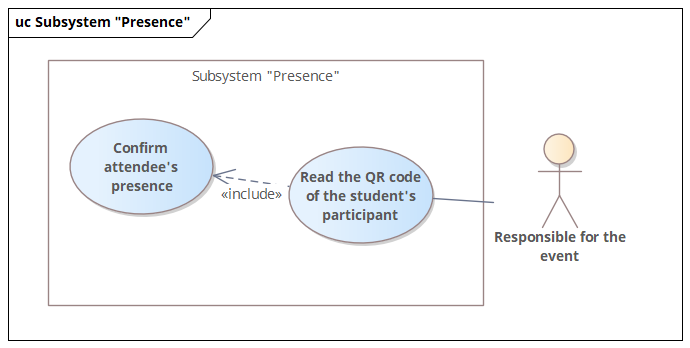 uc Subsystem "Presence"
Subsystem "Presence"
Confirm
attendee's
presence
«include»
Read the QR code
of the student's
participant
Responsible for the
event